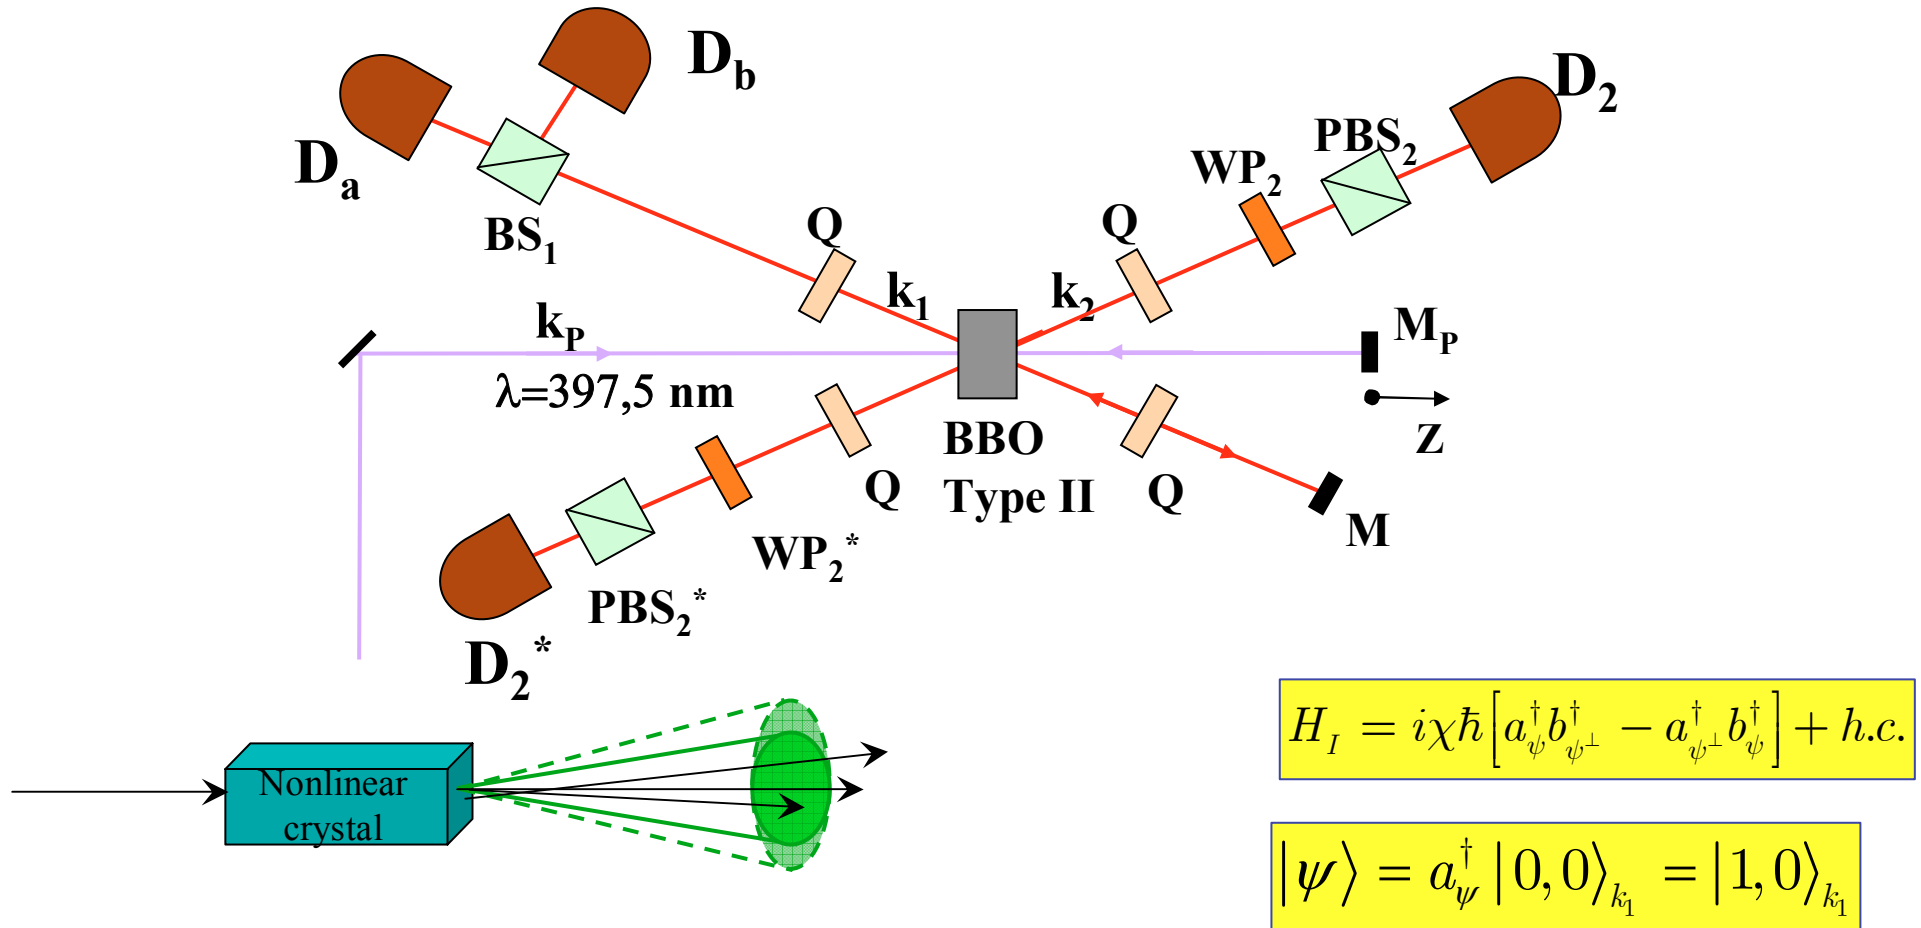 D_b
D_2
D_a
PBS_2
WP_2
BS_1
Q
Q
k_1
k_2
k_P
M_P
λ=397,5 nm
Z
BBO
Type II
Q
Q
M
WP_2^*
PBS_2^*
D_2^*
Nonlinear
crystal
H_I = iχħ[a_ψ^† b_{ψ^⊥}^† − a_{ψ^⊥}^† b_ψ^†] + h.c.
|ψ⟩ = a_ψ^† |0,0⟩_{k_1} = |1,0⟩_{k_1}